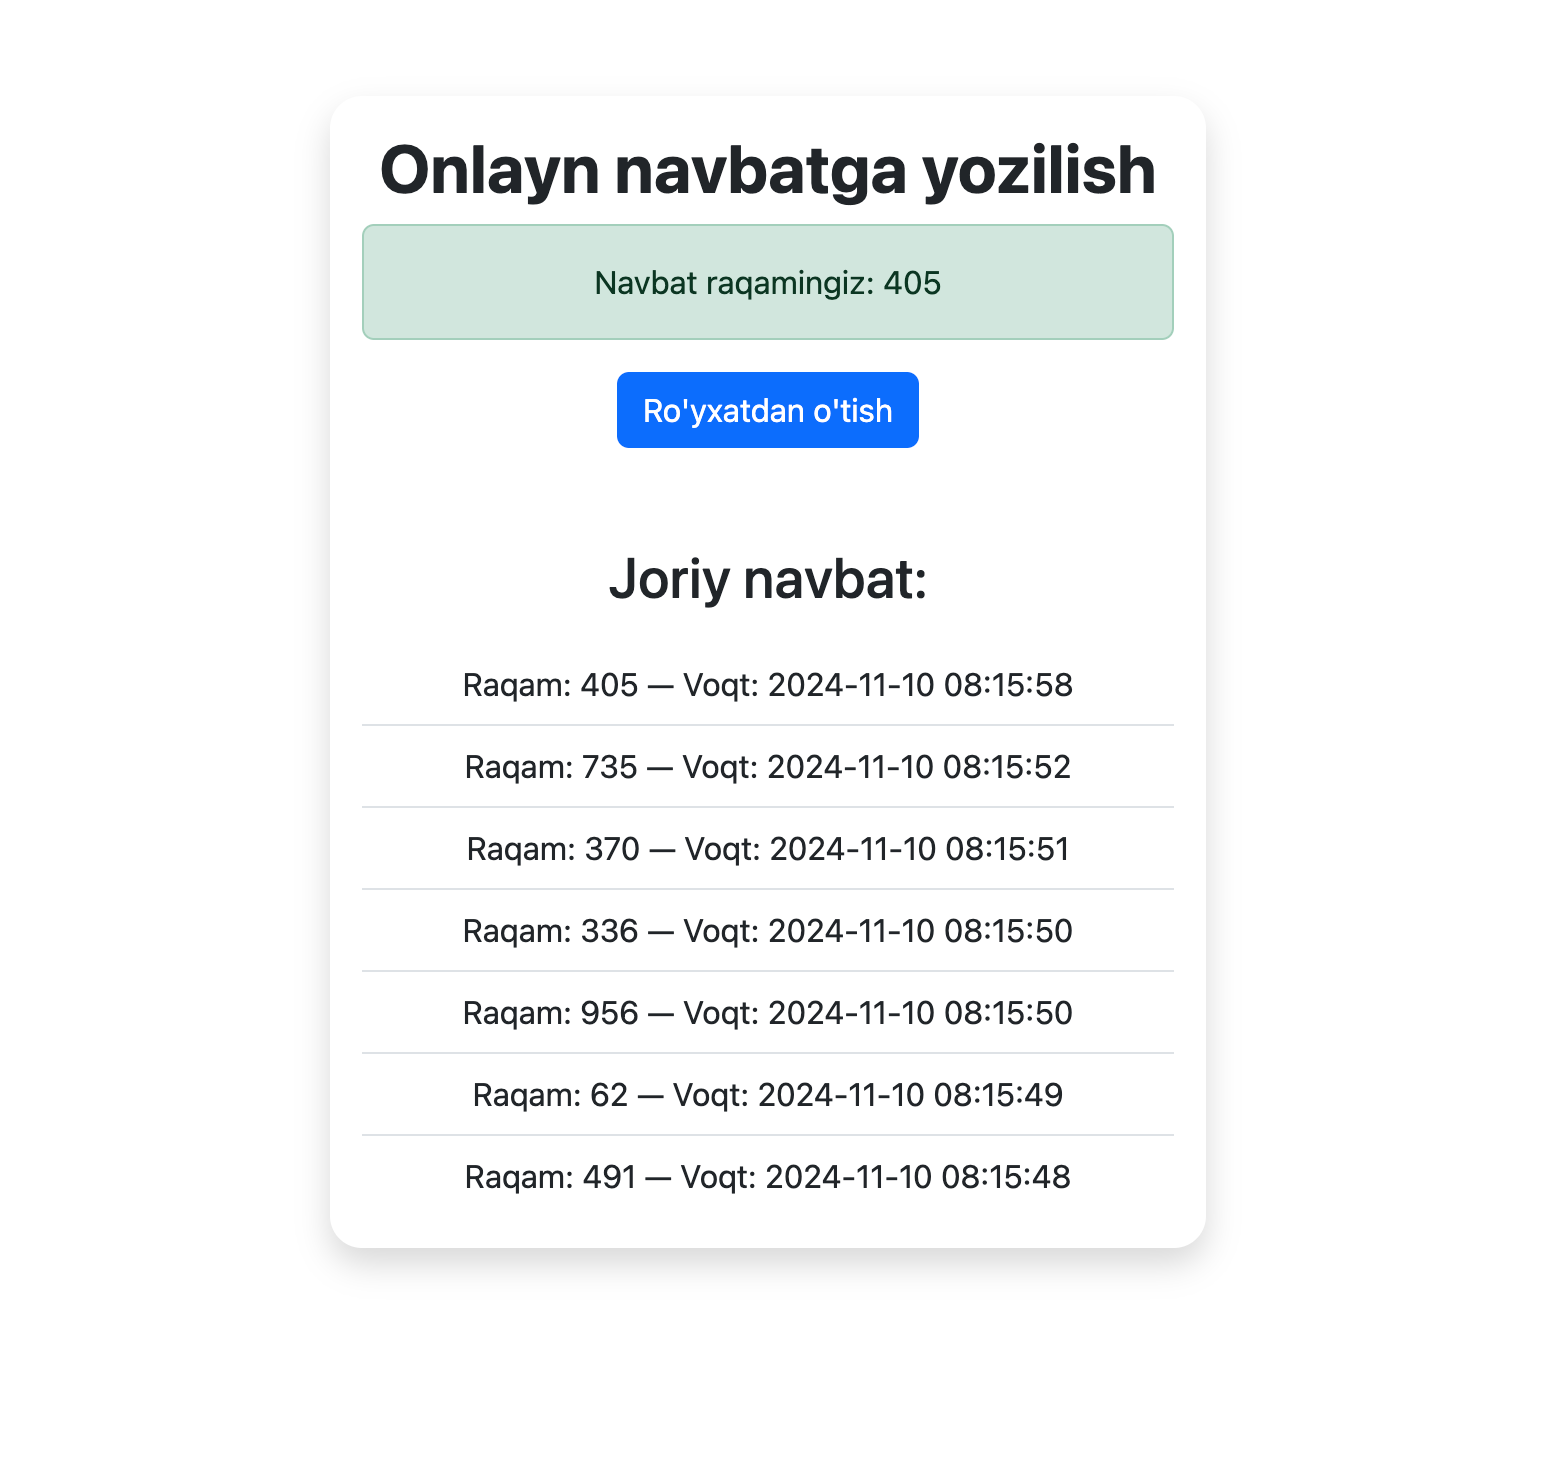 Onlayn navbatga yozilish
Navbat raqamingiz: 405
Ro'yxatdan o'tish
Joriy navbat:
Raqam: 405 — Voqt: 2024-11-10 08:15:58
Raqam: 735 — Voqt: 2024-11-10 08:15:52
Raqam: 370 — Voqt: 2024-11-10 08:15:51
Raqam: 336 — Voqt: 2024-11-10 08:15:50
Raqam: 956 — Voqt: 2024-11-10 08:15:50
Raqam: 62 — Voqt: 2024-11-10 08:15:49
Raqam: 491 — Voqt: 2024-11-10 08:15:48